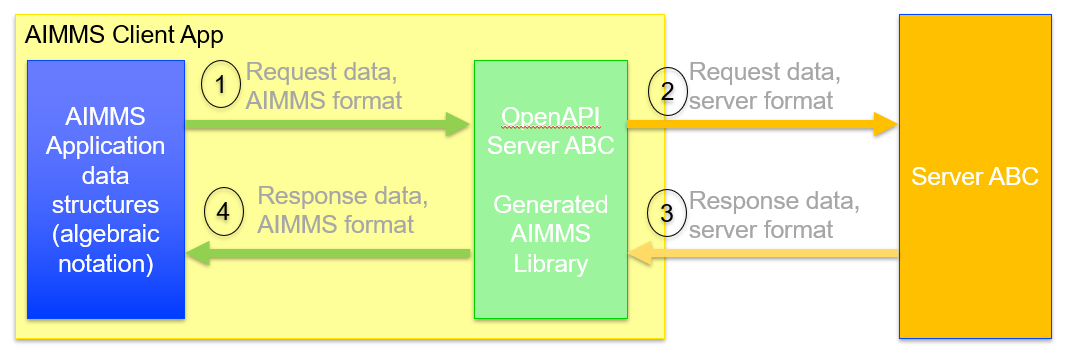 AIMMS Client App
AIMMS
Application
data
structures
(algebraic
notation)
1
Request data,
AIMMS format
4
Response data,
AIMMS format
OpenAPI
Server ABC
Generated
AIMMS
Library
2
Request data,
server format
3
Response data,
server format
Server ABC